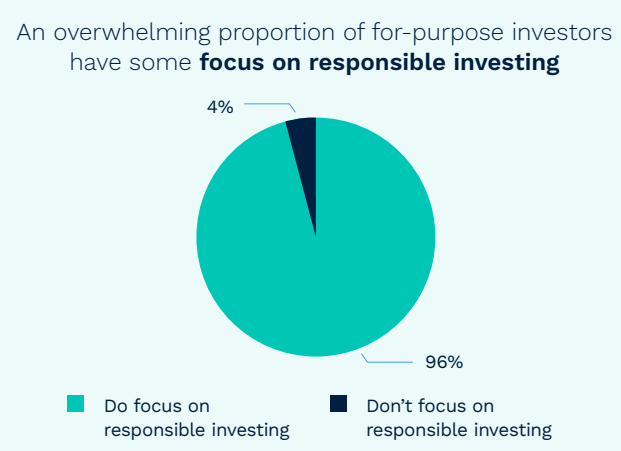 An overwhelming proportion of for-purpose investors
have some focus on responsible investing
4%
96%
Do focus on
responsible investing
Don’t focus on
responsible investing